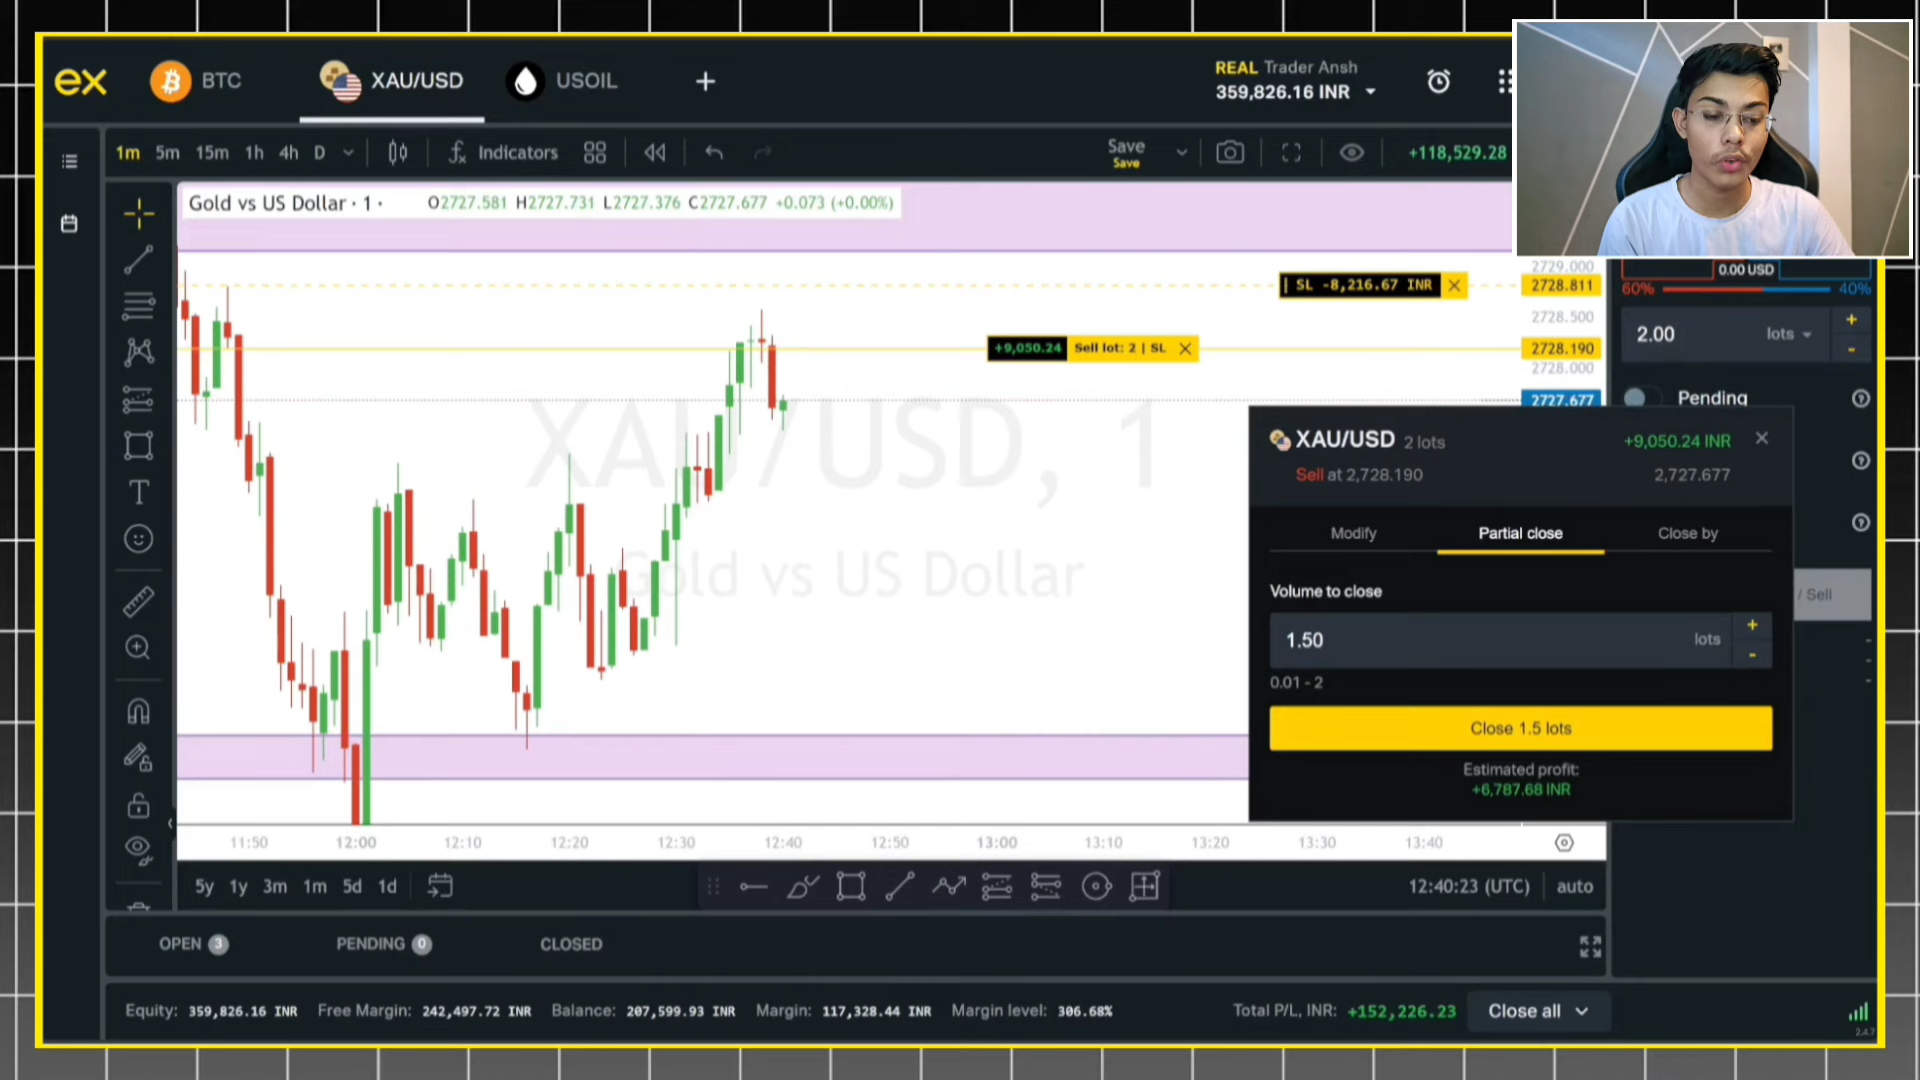 ex BTC XAU/USD USOIL +
REAL Trader Ansh
359,826.16 INR
1m 5m 15m 1h 4h D Indicators Save +118,529.28
Save
Gold vs US Dollar · 1 · O2727.581 H2727.731 L2727.376 C2727.677 +0.073 (+0.00%)
2729.000
0.00 USD
60% 40%
SL -8,216.67 INR 2728.811
2728.500
2.00 lots + -
+9,050.24 Sell lot: 2 | SL 2728.190
2728.000
2727.677
Pending
XAU/USD, 1
Gold vs US Dollar
XAU/USD 2 lots +9,050.24 INR
Sell at 2,728.190 2,727.677
Modify Partial close Close by
Volume to close
/ Sell
1.50 lots + -
0.01 - 2
Close 1.5 lots
Estimated profit:
+6,787.68 INR
11:50 12:00 12:10 12:20 12:30 12:40 12:50 13:00 13:10 13:20 13:30 13:40
5y 1y 3m 1m 5d 1d 12:40:23 (UTC) auto
OPEN 3 PENDING 0 CLOSED
Equity: 359,826.16 INR Free Margin: 242,497.72 INR Balance: 207,599.93 INR Margin: 117,328.44 INR Margin level: 306.68% Total P/L, INR: +152,226.23 Close all
2.4.7